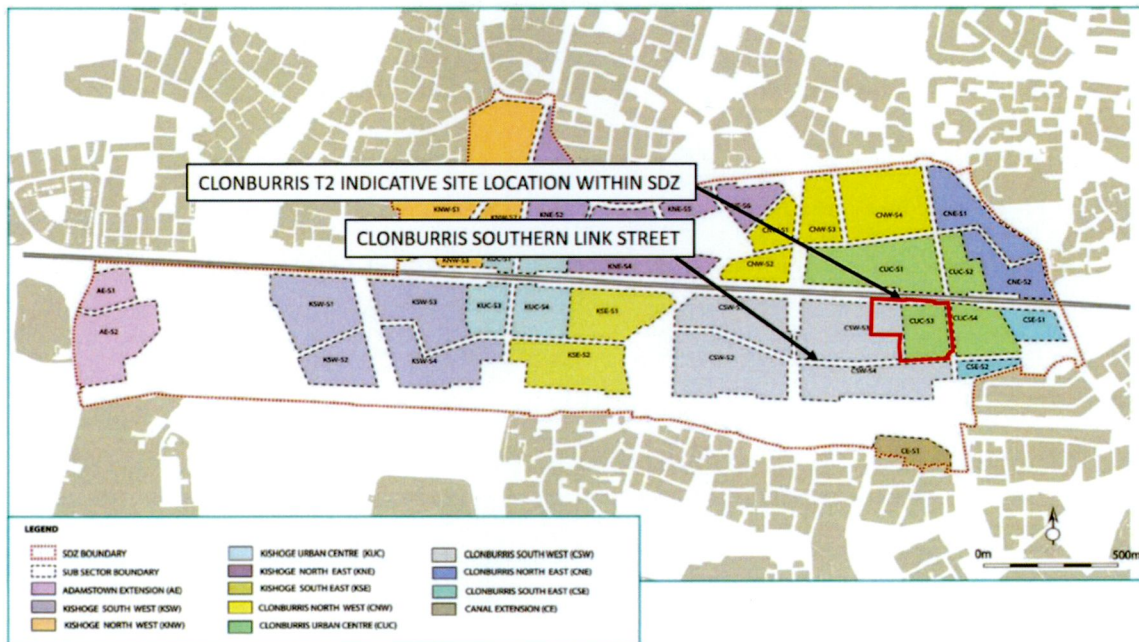 CLONBURRIS T2 INDICATIVE SITE LOCATION WITHIN SDZ
CLONBURRIS SOUTHERN LINK STREET
KNW-S1
KNW-S2
KNE-S2
KNE-S5
CNW-S3
CNW-S4
CNE-S1
KNW-S3
KUC-S1
KNE-S4
CNW-S2
CUC-S1
CUC-S2
CNE-S2
AE-S1
AE-S2
KSW-S1
KSW-S3
KUC-S3
KUC-S4
KSE-S1
CSW-S3
CUC-S3
CUC-S4
CSE-S1
KSW-S2
KSW-S4
KSE-S2
CSW-S2
CSW-S4
CSE-S2
CE-S1
0m 500m
LEGEND
SDZ BOUNDARY
SUB SECTOR BOUNDARY
ADAMSTOWN EXTENSION (AE)
KISHOGE SOUTH WEST (KSW)
KISHOGE NORTH WEST (KNW)
KISHOGE URBAN CENTRE (KUC)
KISHOGE NORTH EAST (KNE)
KISHOGE SOUTH EAST (KSE)
CLONBURRIS NORTH WEST (CNW)
CLONBURRIS URBAN CENTRE (CUC)
CLONBURRIS SOUTH WEST (CSW)
CLONBURRIS NORTH EAST (CNE)
CLONBURRIS SOUTH EAST (CSE)
CANAL EXTENSION (CE)